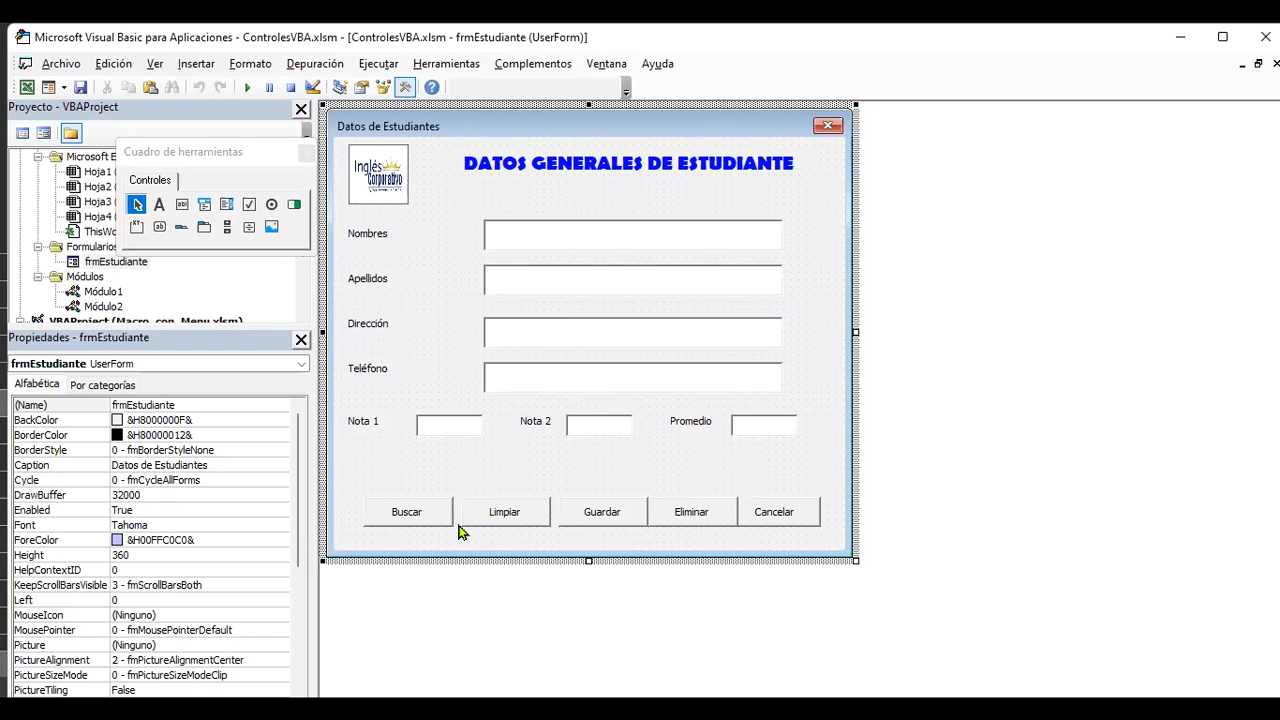 Microsoft Visual Basic para Aplicaciones - ControlesVBA.xlsm - [ControlesVBA.xlsm - frmEstudiante (UserForm)]
Archivo Edición Ver Insertar Formato Depuración Ejecutar Herramientas Complementos Ventana Ayuda
Proyecto - VBAProject
Microsoft E
Hoja1 (
Hoja2 (
Hoja3 (
Hoja4 (
ThisWo
Formularios
frmEstudiante
Módulos
Módulo1
Módulo2
VBAProject (Macro_con_Menu.xlsm)
Cuadro de herramientas
Controles
Propiedades - frmEstudiante
frmEstudiante UserForm
Alfabética Por categorías
(Name) frmEstudiante
BackColor &H8000000F&
BorderColor &H80000012&
BorderStyle 0 - fmBorderStyleNone
Caption Datos de Estudiantes
Cycle 0 - fmCycleAllForms
DrawBuffer 32000
Enabled True
Font Tahoma
ForeColor &H00FFC0C0&
Height 360
HelpContextID 0
KeepScrollBarsVisible 3 - fmScrollBarsBoth
Left 0
MouseIcon (Ninguno)
MousePointer 0 - fmMousePointerDefault
Picture (Ninguno)
PictureAlignment 2 - fmPictureAlignmentCenter
PictureSizeMode 0 - fmPictureSizeModeClip
PictureTiling False
Datos de Estudiantes
Inglés
Corporativo
DATOS GENERALES DE ESTUDIANTE
Nombres
Apellidos
Dirección
Teléfono
Nota 1 Nota 2 Promedio
Buscar Limpiar Guardar Eliminar Cancelar